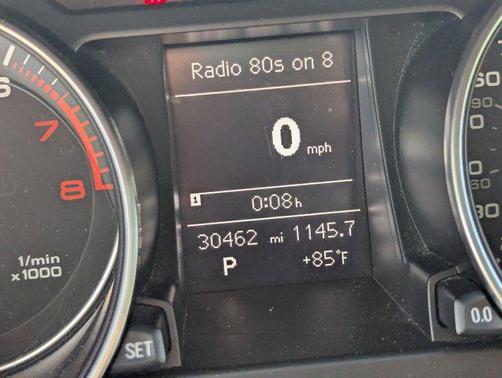 Radio 80s on 8
0 mph
1
0:08 h
30462 mi 1145.7
P +85°F
6
7
8
1/min
x1000
SET
0.0